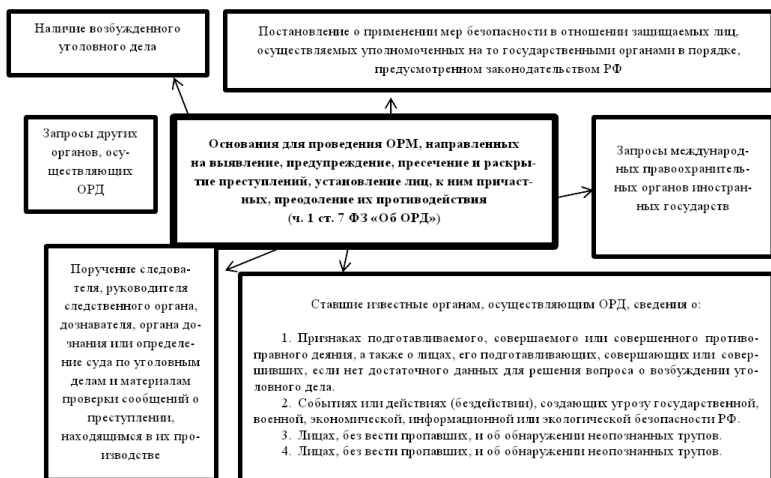 Наличие возбужденного
уголовного дела
Постановление о применении мер безопасности в отношении защищаемых лиц,
осуществляемых уполномоченных на то государственными органами в порядке,
предусмотренном законодательством РФ
Запросы других
органов, осу-
ществляющих
ОРД
Основания для проведения ОРМ, направленных
на выявление, предупреждение, пресечение и раскры-
тие преступлений, установление лиц, к ним причаст-
ных, преодоление их противодействия
(ч. 1 ст. 7 ФЗ «Об ОРД»)
Запросы международ-
ных правоохранитель-
ных органов иностран-
ных государств
Поручение следова-
теля, руководителя
следственного органа,
дознавателя, органа до-
знания или определе-
ние суда по уголовным
делам и материалам
проверки сообщений о
преступлении,
находящимся в их про-
изводстве
Ставшие известные органам, осуществляющим ОРД, сведения о:
1. Признаках подготавливаемого, совершаемого или совершенного противо-
правного деяния, а также о лицах, его подготавливающих, совершающих или совер-
шивших, если нет достаточного данных для решения вопроса о возбуждении уго-
ловного дела.
2. Событиях или действиях (бездействии), создающих угрозу государственной,
военной, экономической, информационной или экологической безопасности РФ.
3. Лицах, без вести пропавших, и об обнаружении неопознанных трупов.
4. Лицах, без вести пропавших, и об обнаружении неопознанных трупов.